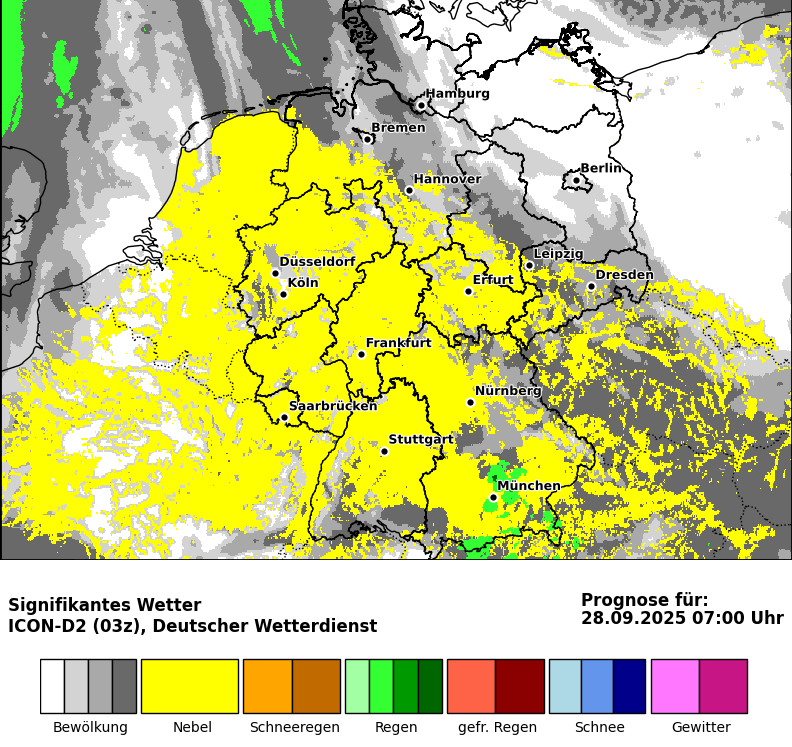 Hamburg
Bremen
Berlin
Hannover
Leipzig
Düsseldorf
Dresden
Köln
Erfurt
Frankfurt
Nürnberg
Saarbrücken
Stuttgart
München
Signifikantes Wetter
ICON-D2 (03z), Deutscher Wetterdienst
Prognose für:
28.09.2025 07:00 Uhr
Bewölkung Nebel Schneeregen Regen gefr. Regen Schnee Gewitter